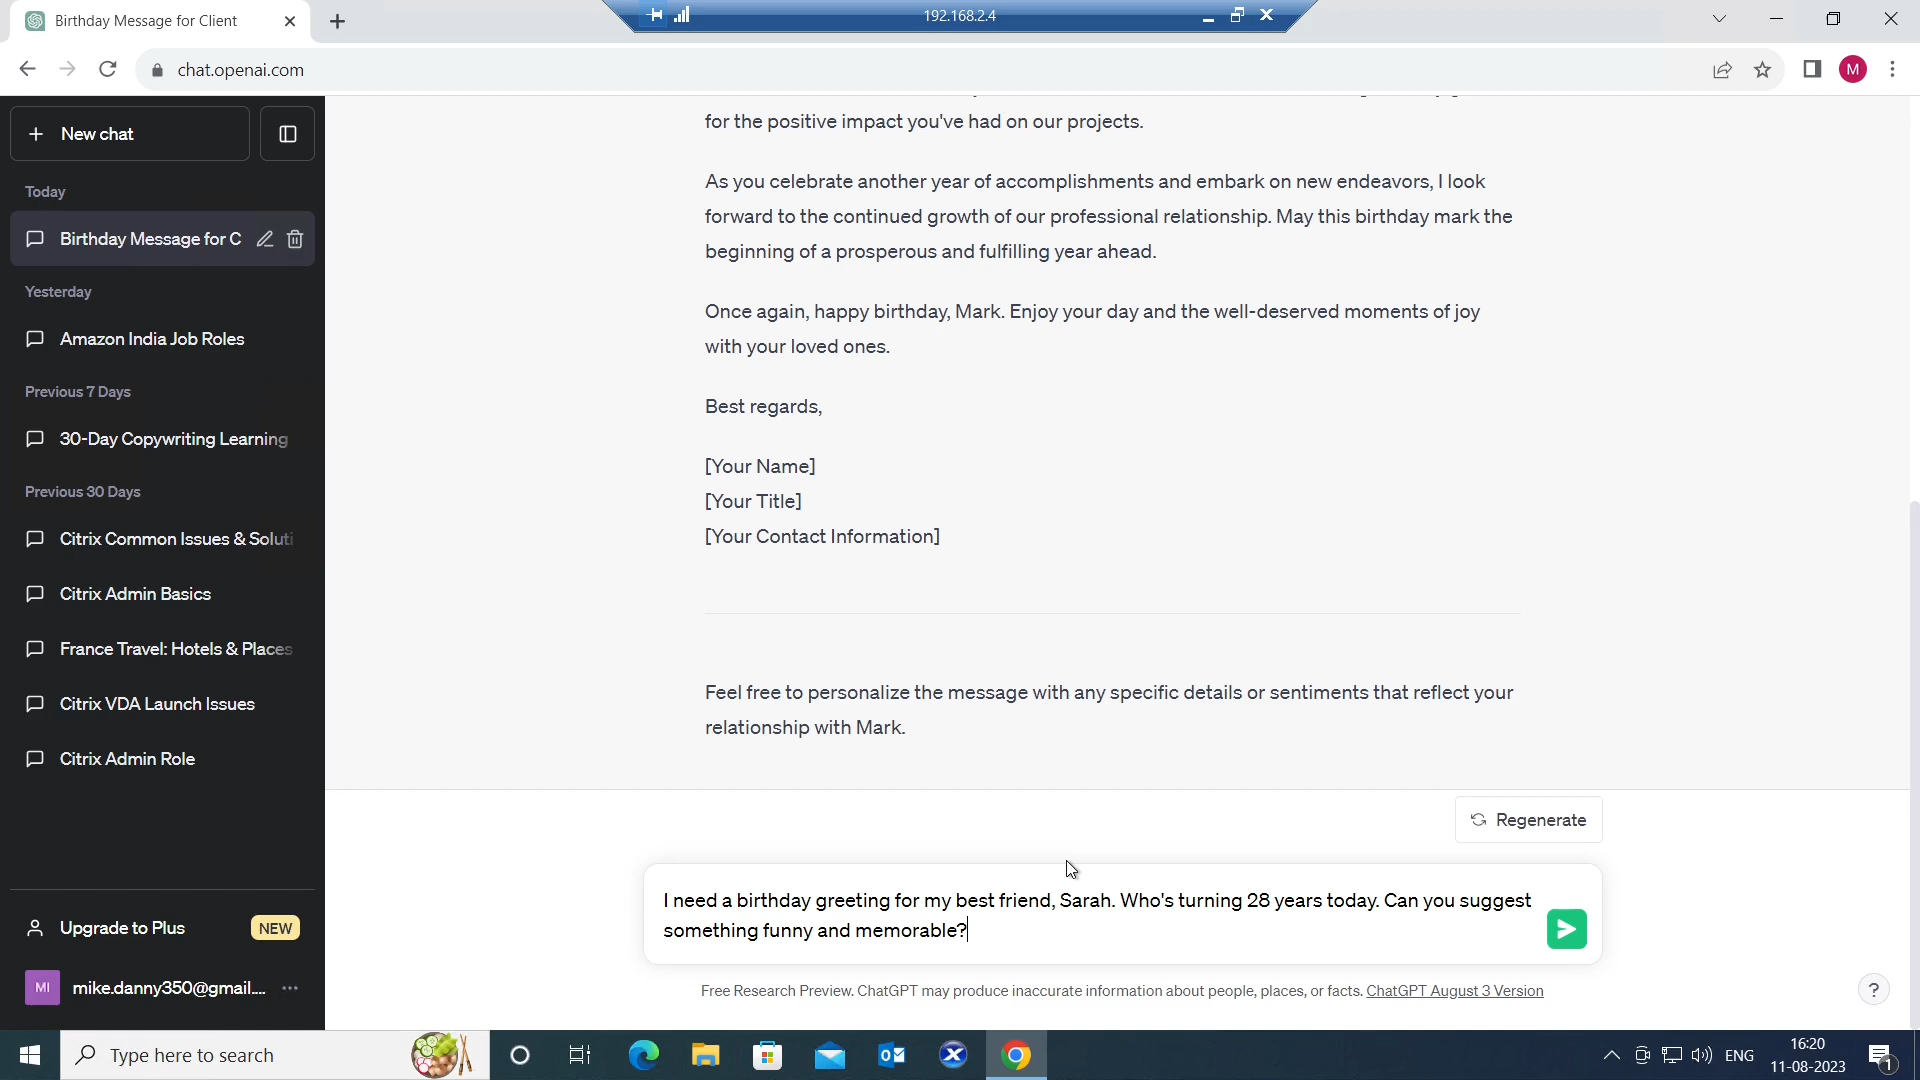 Birthday Message for Client
192.168.2.4
chat.openai.com
M
New chat
Today
Birthday Message for C
Yesterday
Amazon India Job Roles
Previous 7 Days
30-Day Copywriting Learning
Previous 30 Days
Citrix Common Issues & Soluti
Citrix Admin Basics
France Travel: Hotels & Places
Citrix VDA Launch Issues
Citrix Admin Role
Upgrade to Plus NEW
MI mike.danny350@gmail....
for the positive impact you've had on our projects.
As you celebrate another year of accomplishments and embark on new endeavors, I look
forward to the continued growth of our professional relationship. May this birthday mark the
beginning of a prosperous and fulfilling year ahead.
Once again, happy birthday, Mark. Enjoy your day and the well-deserved moments of joy
with your loved ones.
Best regards,
[Your Name]
[Your Title]
[Your Contact Information]
Feel free to personalize the message with any specific details or sentiments that reflect your
relationship with Mark.
Regenerate
I need a birthday greeting for my best friend, Sarah. Who's turning 28 years today. Can you suggest
something funny and memorable?
Free Research Preview. ChatGPT may produce inaccurate information about people, places, or facts. ChatGPT August 3 Version
?
Type here to search
ENG
16:20
11-08-2023
1